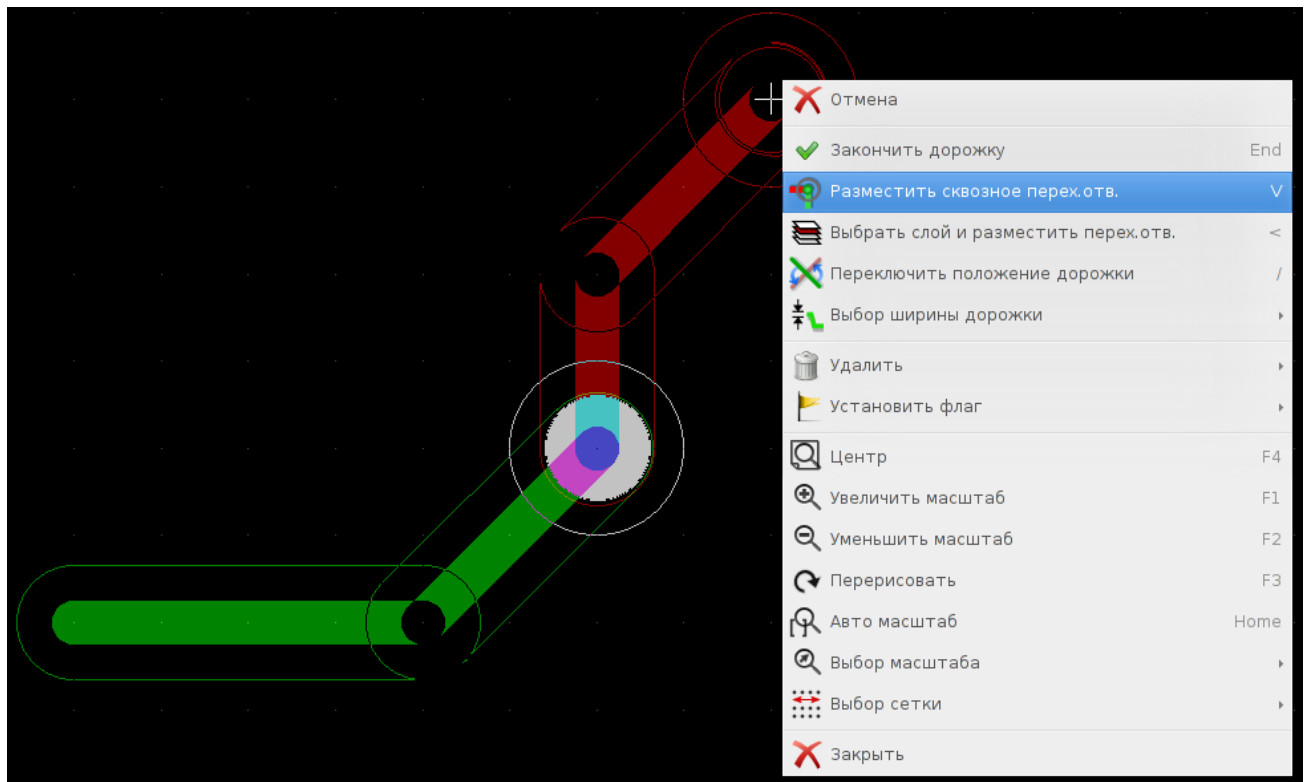 Отмена
Закончить дорожку End
Разместить сквозное перех.отв. V
Выбрать слой и разместить перех.отв. <
Переключить положение дорожки /
Выбор ширины дорожки
Удалить
Установить флаг
Центр F4
Увеличить масштаб F1
Уменьшить масштаб F2
Перерисовать F3
Авто масштаб Home
Выбор масштаба
Выбор сетки
Закрыть